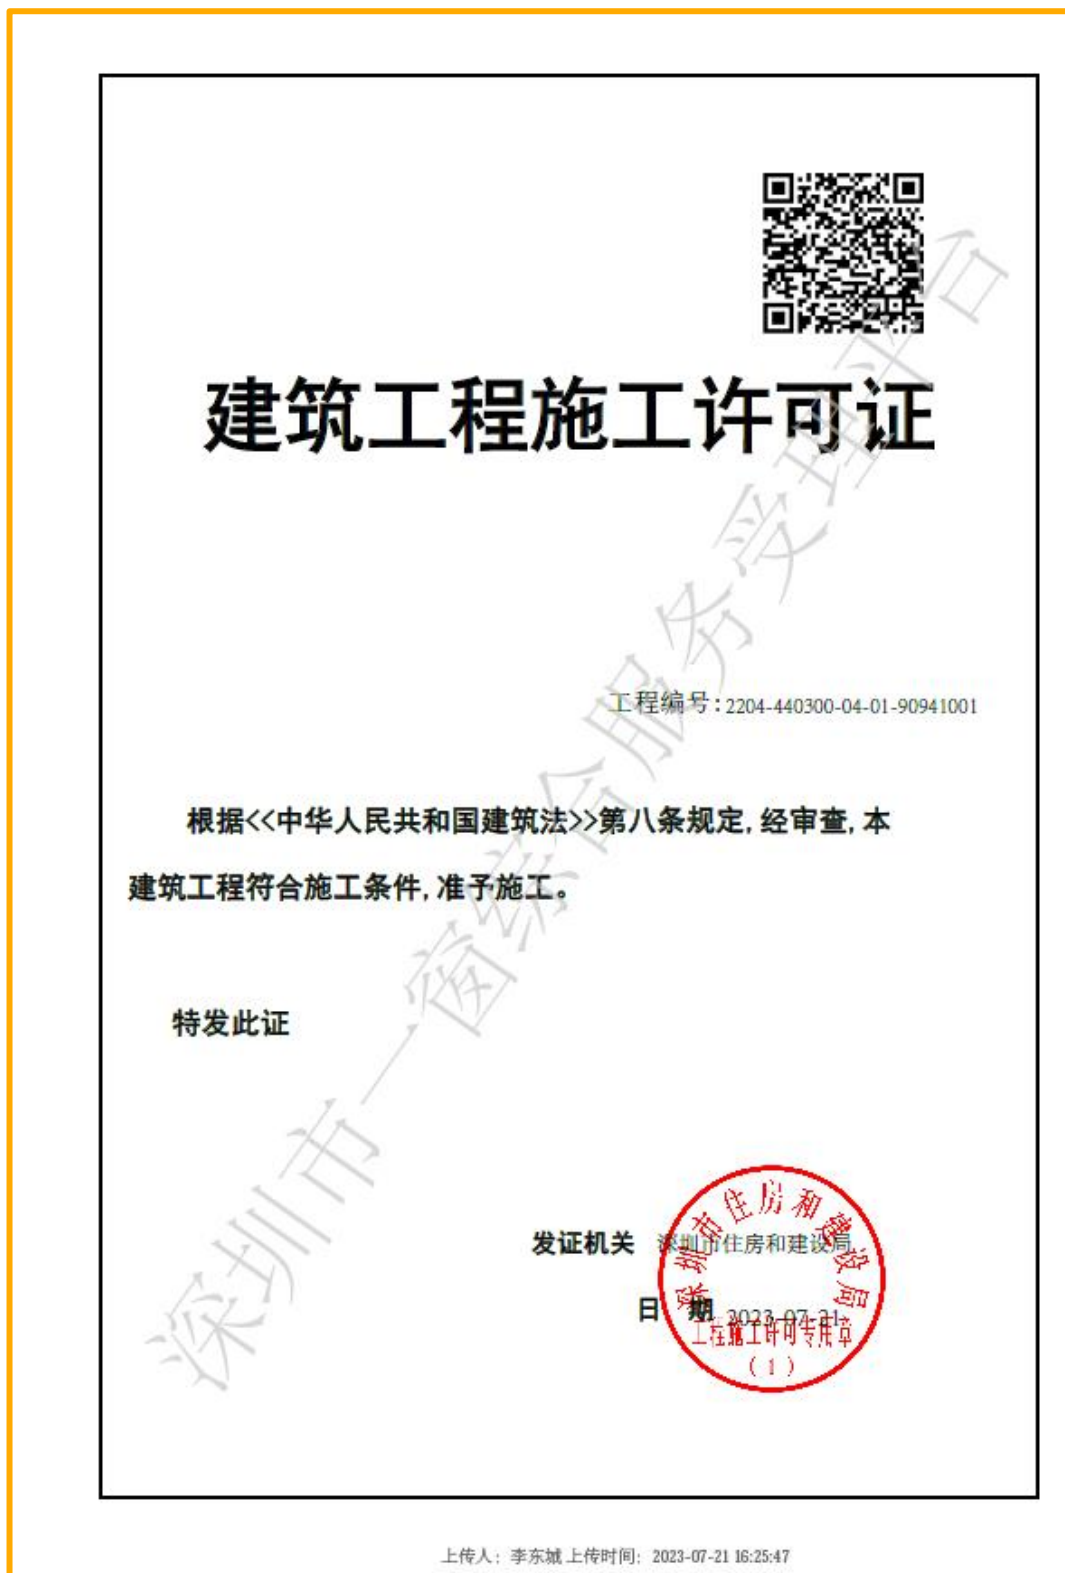 建筑工程施工许可证
工程编号:2204-440300-04-01-90941001
根据<<中华人民共和国建筑法>>第八条规定,经审查,本
建筑工程符合施工条件,准予施工。
特发此证
发证机关 深圳市住房和建设局
日 期 2023-07-21
深圳市住房和建设局
工程施工许可专用章
(1)
深圳市一窗综合服务受理平台
上传人：李东城 上传时间：2023-07-21 16:25:47